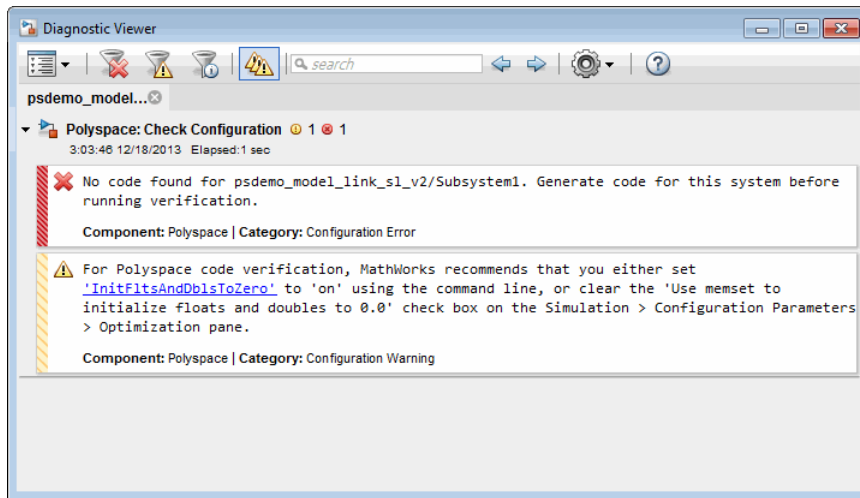 Diagnostic Viewer
search
psdemo_model...
Polyspace: Check Configuration 1 1
3:03:46 12/18/2013 Elapsed:1 sec
No code found for psdemo_model_link_sl_v2/Subsystem1. Generate code for this system before
running verification.
Component: Polyspace | Category: Configuration Error
For Polyspace code verification, MathWorks recommends that you either set
'InitFltsAndDblsToZero' to 'on' using the command line, or clear the 'Use memset to
initialize floats and doubles to 0.0' check box on the Simulation > Configuration Parameters
> Optimization pane.
Component: Polyspace | Category: Configuration Warning